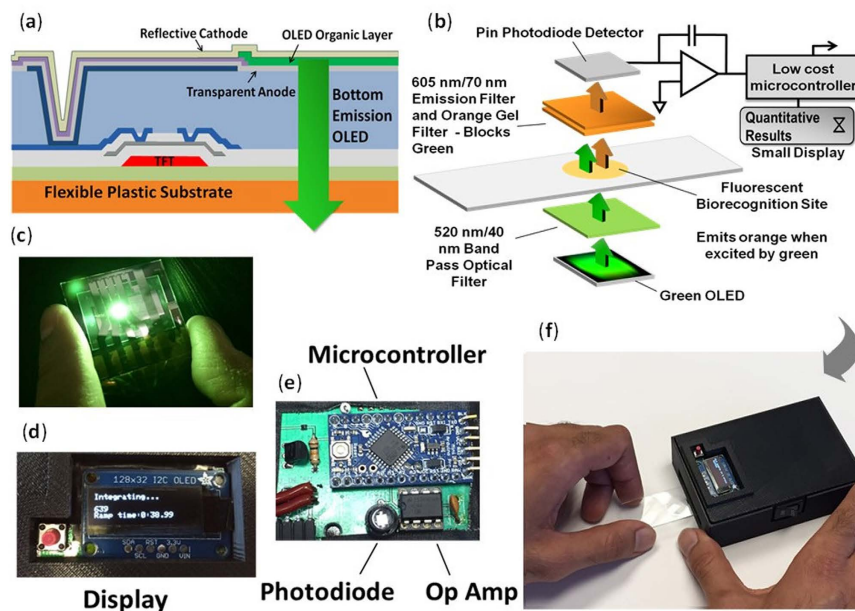 (a)
Reflective Cathode
OLED Organic Layer
Transparent Anode
Bottom
Emission
OLED
TFT
Flexible Plastic Substrate
(b)
Pin Photodiode Detector
605 nm/70 nm
Emission Filter
and Orange Gel
Filter - Blocks
Green
Low cost
microcontroller
Quantitative
Results
Small Display
Fluorescent
Biorecognition Site
520 nm/40
nm Band
Pass Optical
Filter
Emits orange when
excited by green
Green OLED
(c)
(d)
128x32 I2C OLED
Integrating...
639
Ramp time:0:38.99
SDA RST 3.3V
SCL GND VIN
Display
Microcontroller
(e)
Photodiode
Op Amp
(f)